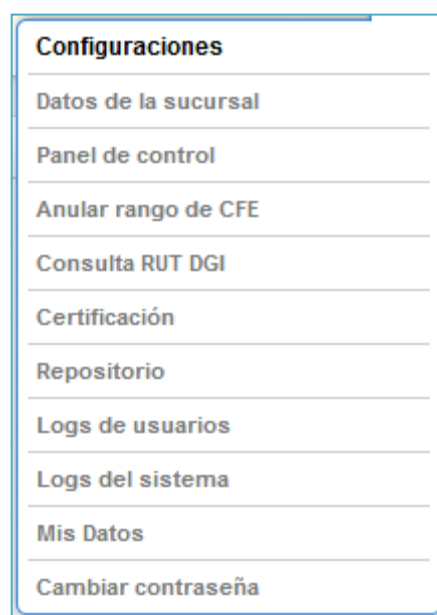 Configuraciones
Datos de la sucursal
Panel de control
Anular rango de CFE
Consulta RUT DGI
Certificación
Repositorio
Logs de usuarios
Logs del sistema
Mis Datos
Cambiar contraseña